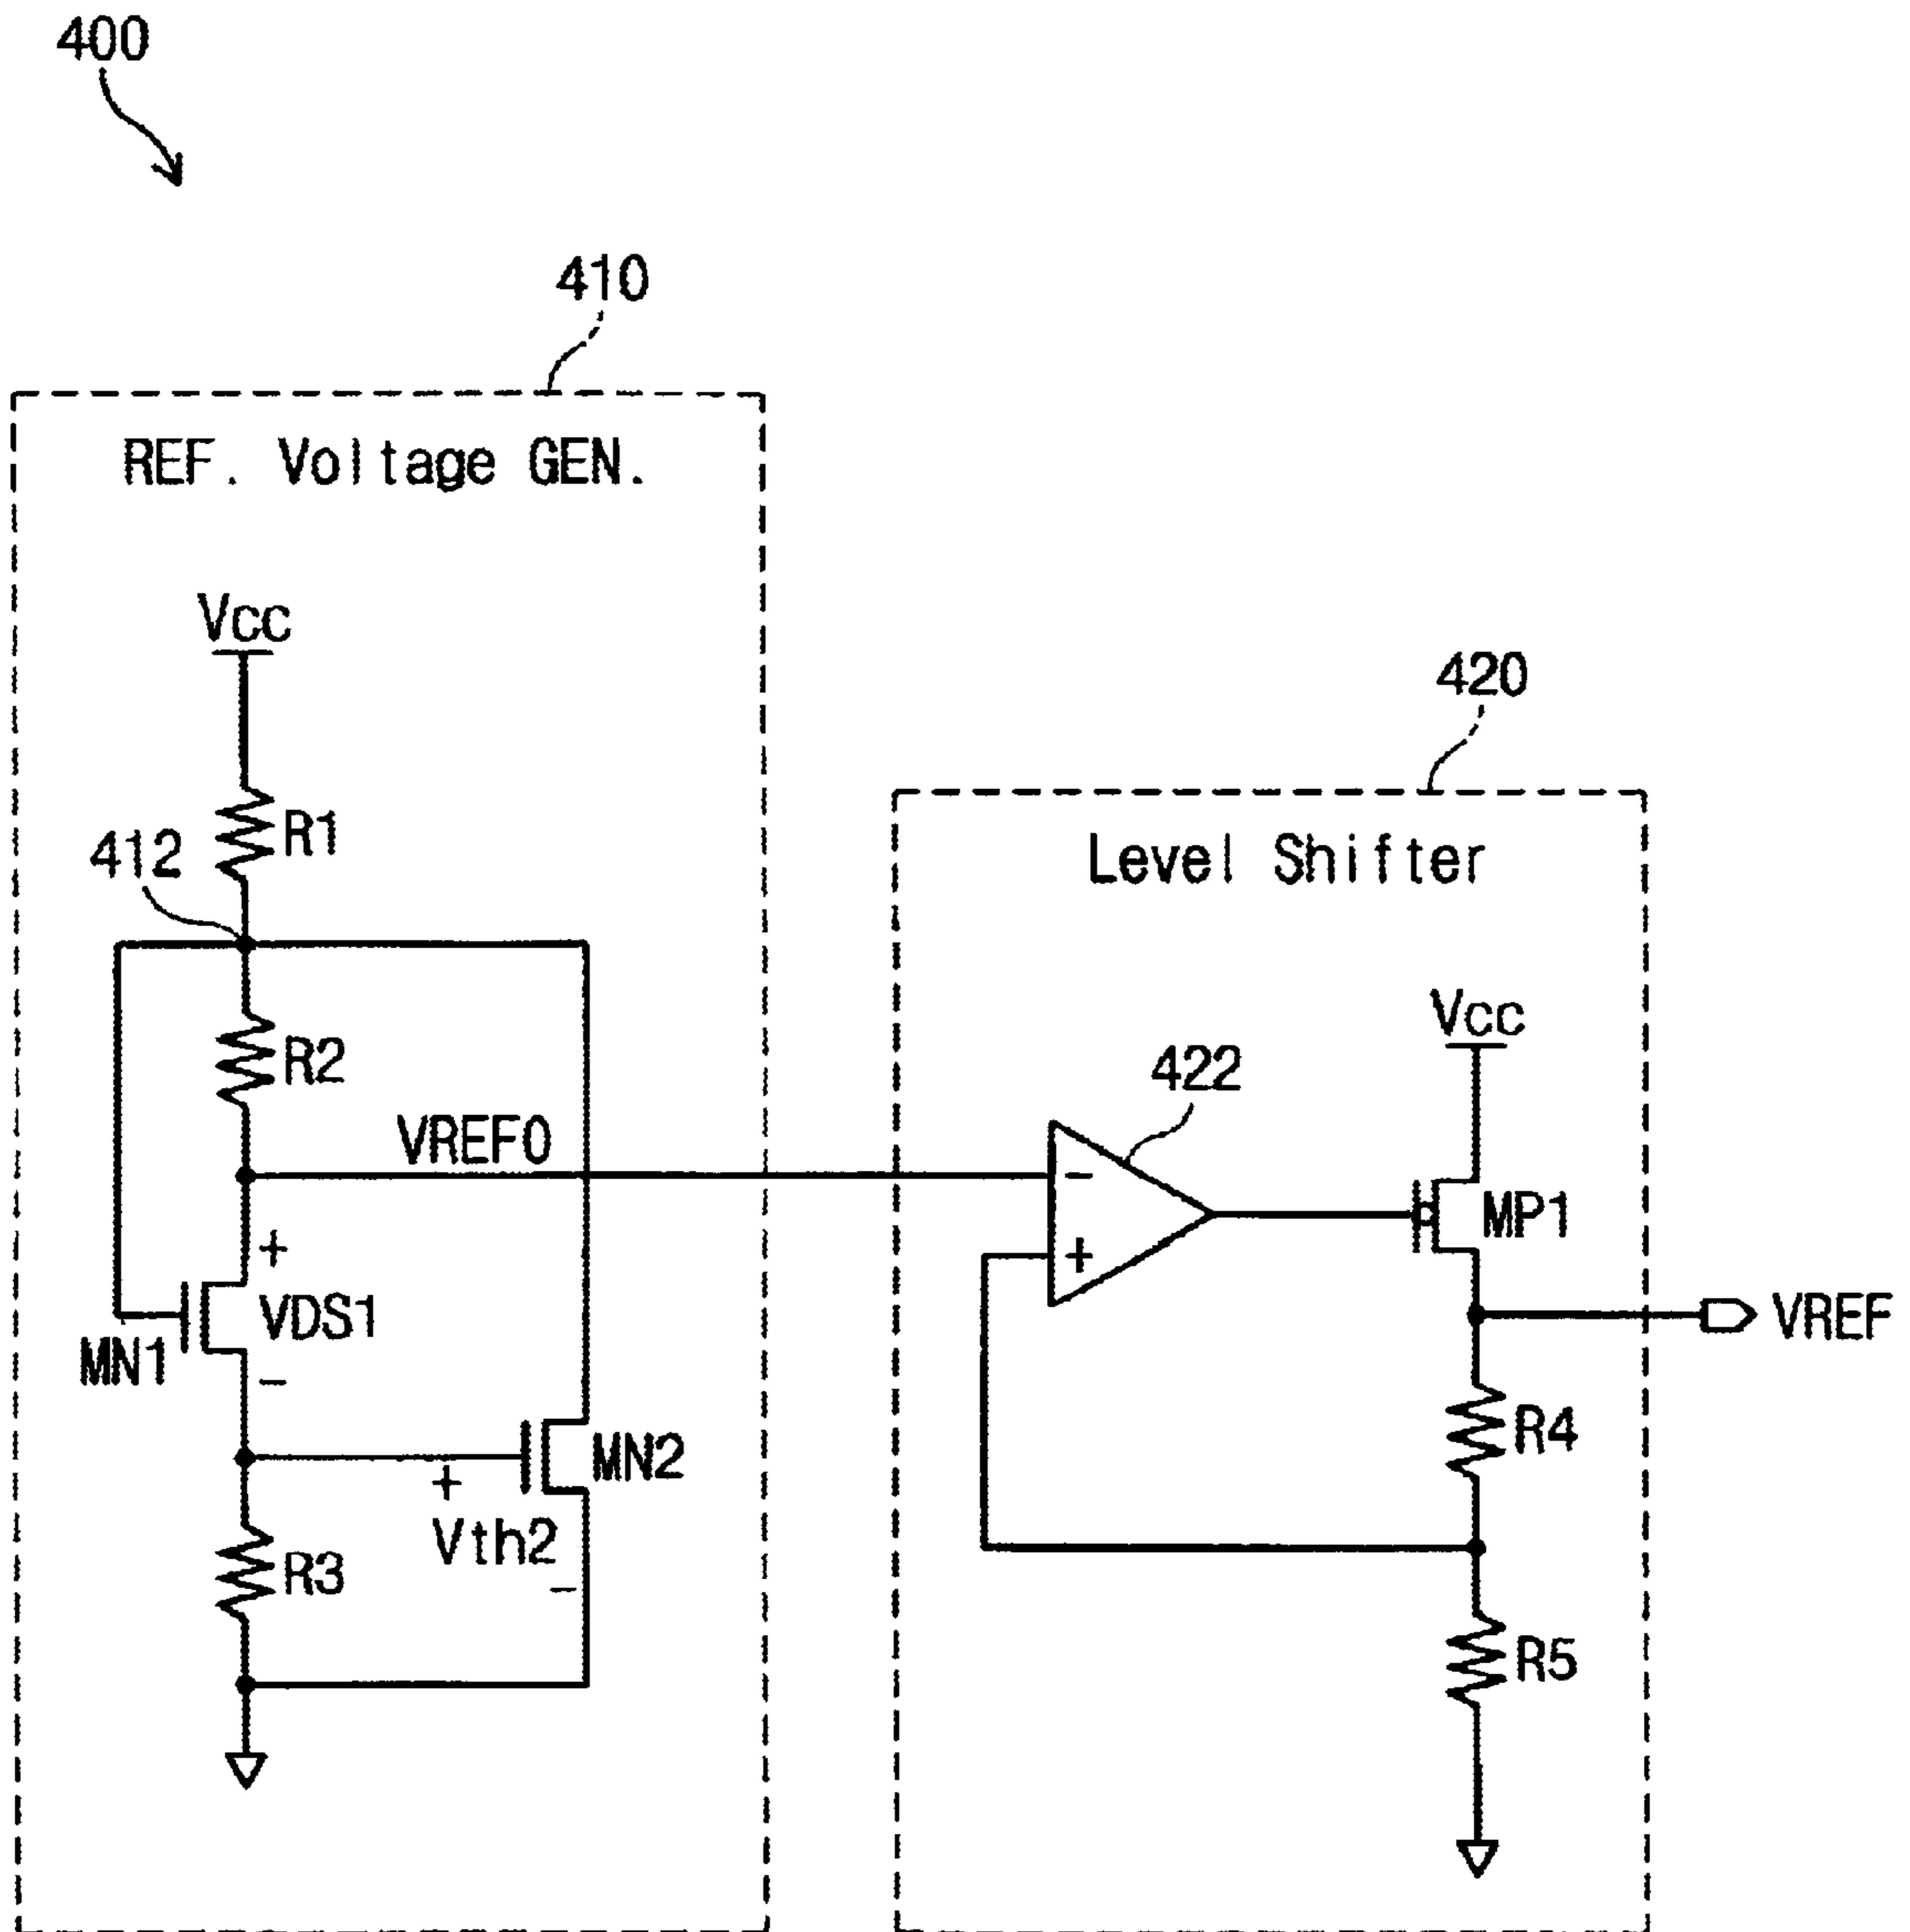 400
410
REF. Voltage GEN.
Vcc
R1
412
R2
VREF0
+
VDS1
MN1
−
MN2
+
Vth2
−
R3
420
Level Shifter
Vcc
422
−
+
MP1
VREF
R4
R5